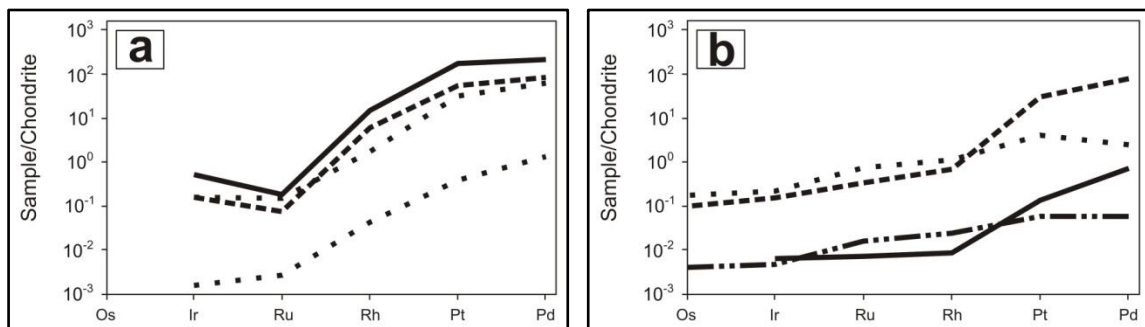 a
Sample/Chondrite
10³
10²
10¹
10⁰
10⁻¹
10⁻²
10⁻³
Os Ir Ru Rh Pt Pd
b
Sample/Chondrite
10³
10²
10¹
10⁰
10⁻¹
10⁻²
10⁻³
Os Ir Ru Rh Pt Pd